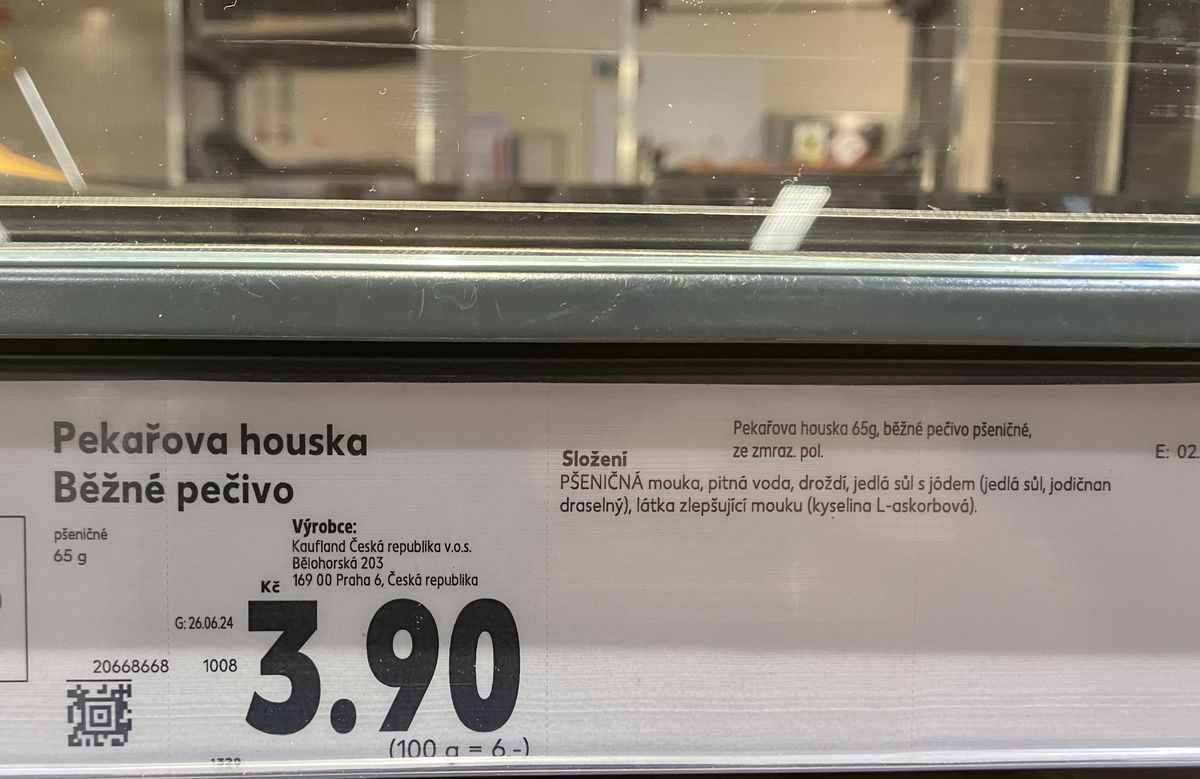 Pekařova houska
Běžné pečivo
pšeničné
65 g
Výrobce:
Kaufland Česká republika v.o.s.
Bělohorská 203
169 00 Praha 6, Česká republika
Kč
3.90
G: 26.06.24
20668668
1008
(100 g = 6.-)
1320
Pekařova houska 65g, běžné pečivo pšeničné,
ze zmraz. pol.
Složení
PŠENIČNÁ mouka, pitná voda, droždí, jedlá sůl s jódem (jedlá sůl, jodičnan
draselný), látka zlepšující mouku (kyselina L-askorbová).
E: 02.